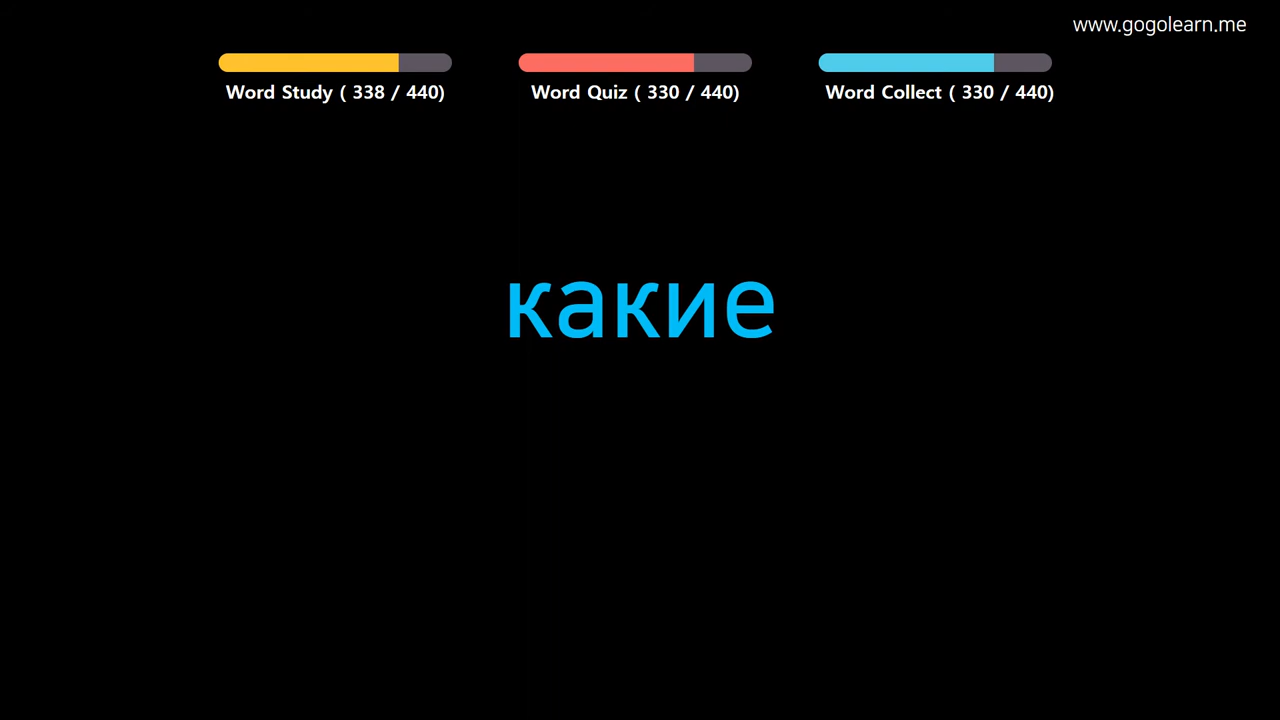 www.gogolearn.me
Word Study ( 338 / 440)
Word Quiz ( 330 / 440)
Word Collect ( 330 / 440)
какие